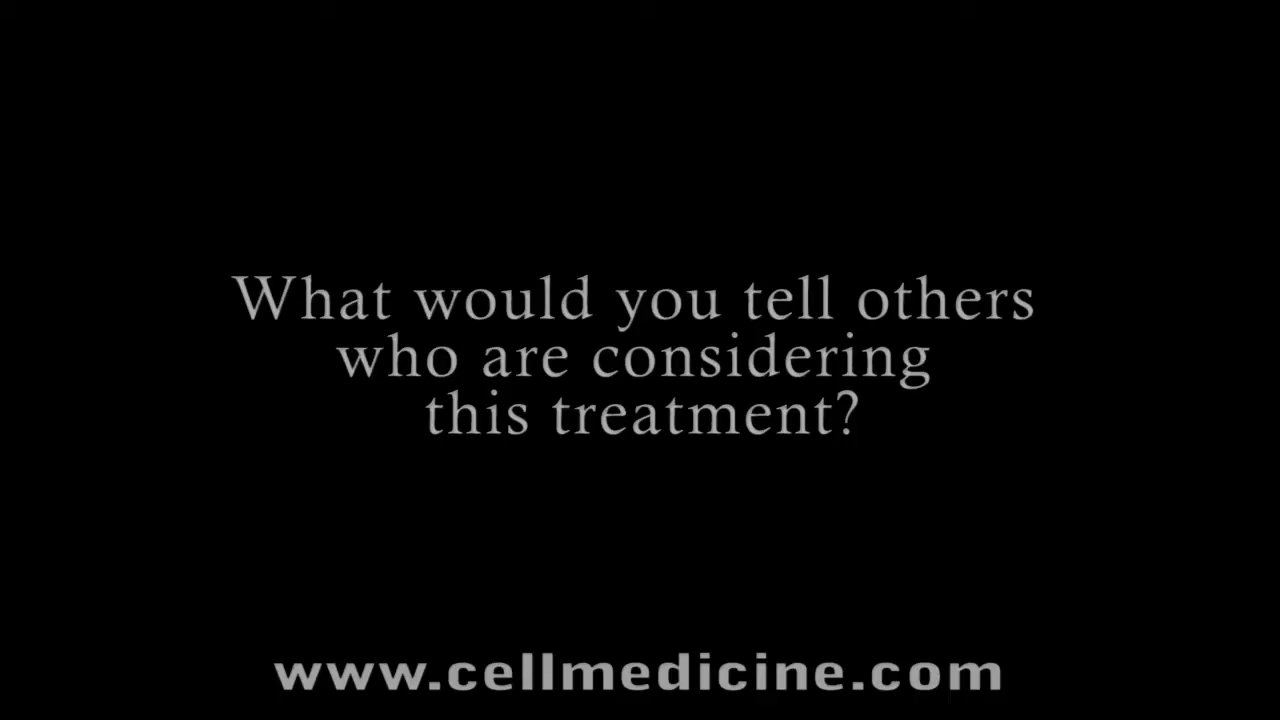 What would you tell others
who are considering
this treatment?
www.cellmedicine.com